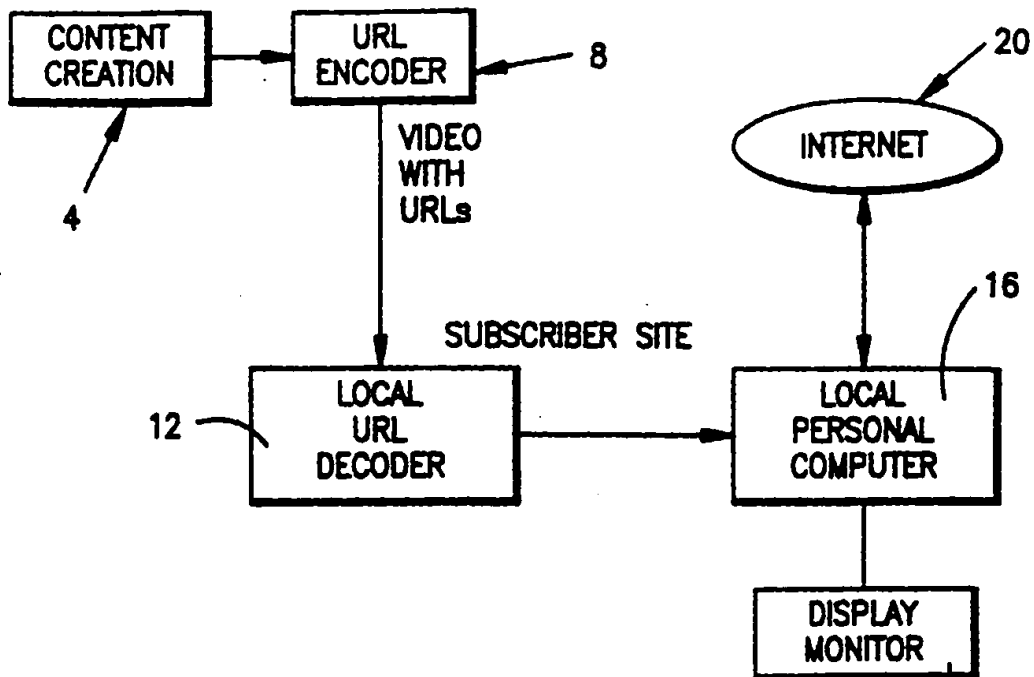 CONTENT
CREATION
URL
ENCODER
8
20
4
VIDEO
WITH
URLs
INTERNET
16
SUBSCRIBER SITE
12
LOCAL
URL
DECODER
LOCAL
PERSONAL
COMPUTER
DISPLAY
MONITOR